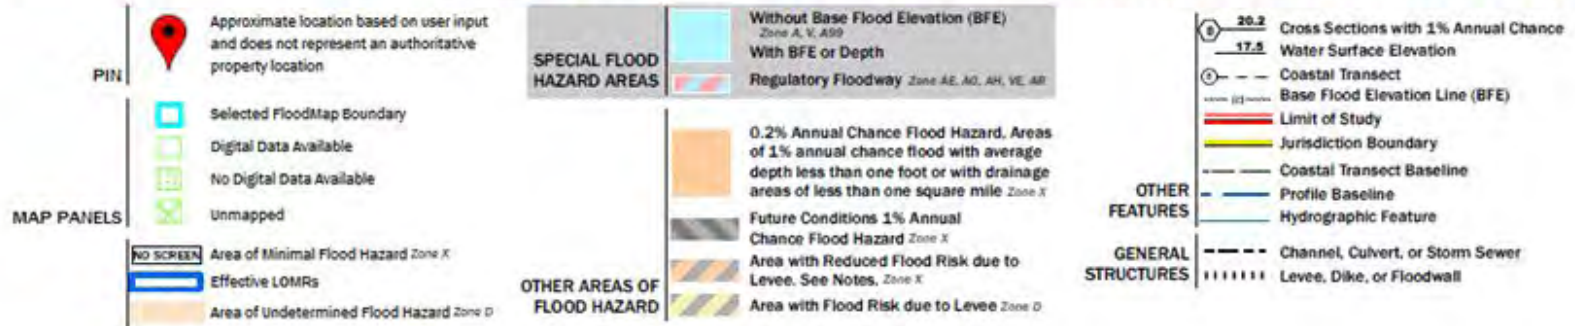 PIN
Approximate location based on user input
and does not represent an authoritative
property location
MAP PANELS
Selected FloodMap Boundary
Digital Data Available
No Digital Data Available
Unmapped
NO SCREEN Area of Minimal Flood Hazard Zone X
Effective LOMRs
Area of Undetermined Flood Hazard Zone D
SPECIAL FLOOD
HAZARD AREAS
Without Base Flood Elevation (BFE)
Zone A, V, A99
With BFE or Depth
Regulatory Floodway Zone AE, AO, AH, VE, AR
OTHER AREAS OF
FLOOD HAZARD
0.2% Annual Chance Flood Hazard, Areas
of 1% annual chance flood with average
depth less than one foot or with drainage
areas of less than one square mile Zone X
Future Conditions 1% Annual
Chance Flood Hazard Zone X
Area with Reduced Flood Risk due to
Levee. See Notes. Zone X
Area with Flood Risk due to Levee Zone D
OTHER
FEATURES
20.2 Cross Sections with 1% Annual Chance
17.5 Water Surface Elevation
Coastal Transect
Base Flood Elevation Line (BFE)
Limit of Study
Jurisdiction Boundary
Coastal Transect Baseline
Profile Baseline
Hydrographic Feature
GENERAL
STRUCTURES
Channel, Culvert, or Storm Sewer
Levee, Dike, or Floodwall